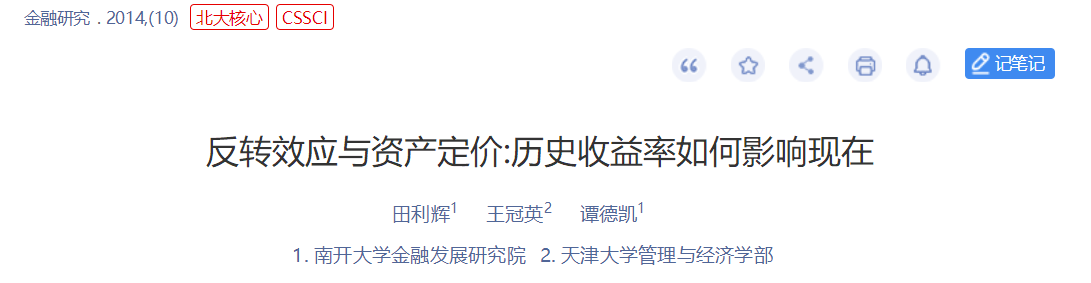 金融研究 . 2014,(10) 北大核心 CSSCI
记笔记
反转效应与资产定价:历史收益率如何影响现在
田利辉1 王冠英2 谭德凯1
1. 南开大学金融发展研究院 2. 天津大学管理与经济学部